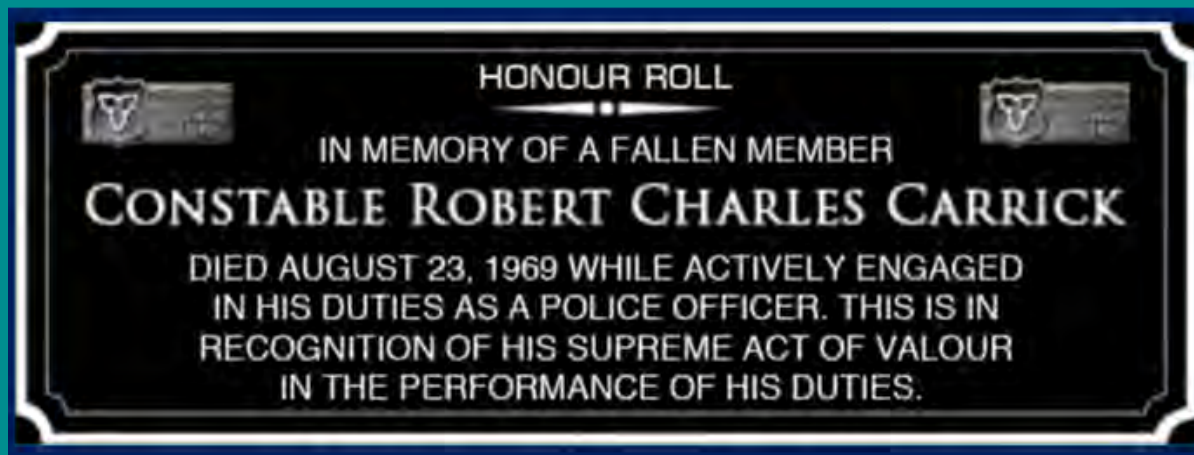 HONOUR ROLL
IN MEMORY OF A FALLEN MEMBER
CONSTABLE ROBERT CHARLES CARRICK
DIED AUGUST 23, 1969 WHILE ACTIVELY ENGAGED
IN HIS DUTIES AS A POLICE OFFICER. THIS IS IN
RECOGNITION OF HIS SUPREME ACT OF VALOUR
IN THE PERFORMANCE OF HIS DUTIES.